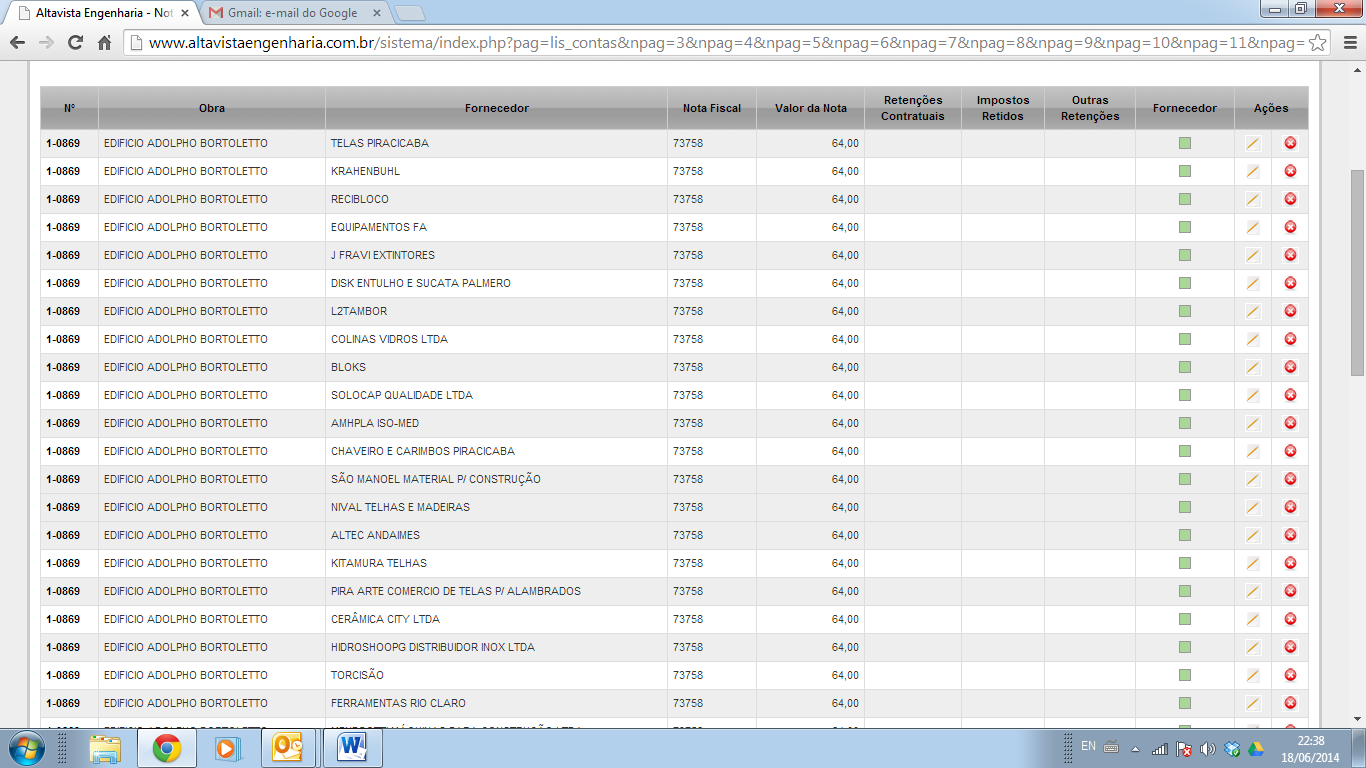 Altavista Engenharia - Not
Gmail: e-mail do Google
www.altavistaengenharia.com.br/sistema/index.php?pag=lis_contas&npag=3&npag=4&npag=5&npag=6&npag=7&npag=8&npag=9&npag=10&npag=11&npag=
Nº Obra Fornecedor Nota Fiscal Valor da Nota Retenções Contratuais Impostos Retidos Outras Retenções Fornecedor Ações
1-0869 EDIFICIO ADOLPHO BORTOLETTO TELAS PIRACICABA 73758 64,00
1-0869 EDIFICIO ADOLPHO BORTOLETTO KRAHENBUHL 73758 64,00
1-0869 EDIFICIO ADOLPHO BORTOLETTO RECIBLOCO 73758 64,00
1-0869 EDIFICIO ADOLPHO BORTOLETTO EQUIPAMENTOS FA 73758 64,00
1-0869 EDIFICIO ADOLPHO BORTOLETTO J FRAVI EXTINTORES 73758 64,00
1-0869 EDIFICIO ADOLPHO BORTOLETTO DISK ENTULHO E SUCATA PALMERO 73758 64,00
1-0869 EDIFICIO ADOLPHO BORTOLETTO L2TAMBOR 73758 64,00
1-0869 EDIFICIO ADOLPHO BORTOLETTO COLINAS VIDROS LTDA 73758 64,00
1-0869 EDIFICIO ADOLPHO BORTOLETTO BLOKS 73758 64,00
1-0869 EDIFICIO ADOLPHO BORTOLETTO SOLOCAP QUALIDADE LTDA 73758 64,00
1-0869 EDIFICIO ADOLPHO BORTOLETTO AMHPLA ISO-MED 73758 64,00
1-0869 EDIFICIO ADOLPHO BORTOLETTO CHAVEIRO E CARIMBOS PIRACICABA 73758 64,00
1-0869 EDIFICIO ADOLPHO BORTOLETTO SÃO MANOEL MATERIAL P/ CONSTRUÇÃO 73758 64,00
1-0869 EDIFICIO ADOLPHO BORTOLETTO NIVAL TELHAS E MADEIRAS 73758 64,00
1-0869 EDIFICIO ADOLPHO BORTOLETTO ALTEC ANDAIMES 73758 64,00
1-0869 EDIFICIO ADOLPHO BORTOLETTO KITAMURA TELHAS 73758 64,00
1-0869 EDIFICIO ADOLPHO BORTOLETTO PIRA ARTE COMERCIO DE TELAS P/ ALAMBRADOS 73758 64,00
1-0869 EDIFICIO ADOLPHO BORTOLETTO CERÂMICA CITY LTDA 73758 64,00
1-0869 EDIFICIO ADOLPHO BORTOLETTO HIDROSHOOPG DISTRIBUIDOR INOX LTDA 73758 64,00
1-0869 EDIFICIO ADOLPHO BORTOLETTO TORCISÃO 73758 64,00
1-0869 EDIFICIO ADOLPHO BORTOLETTO FERRAMENTAS RIO CLARO 73758 64,00
EN
22:38
18/06/2014